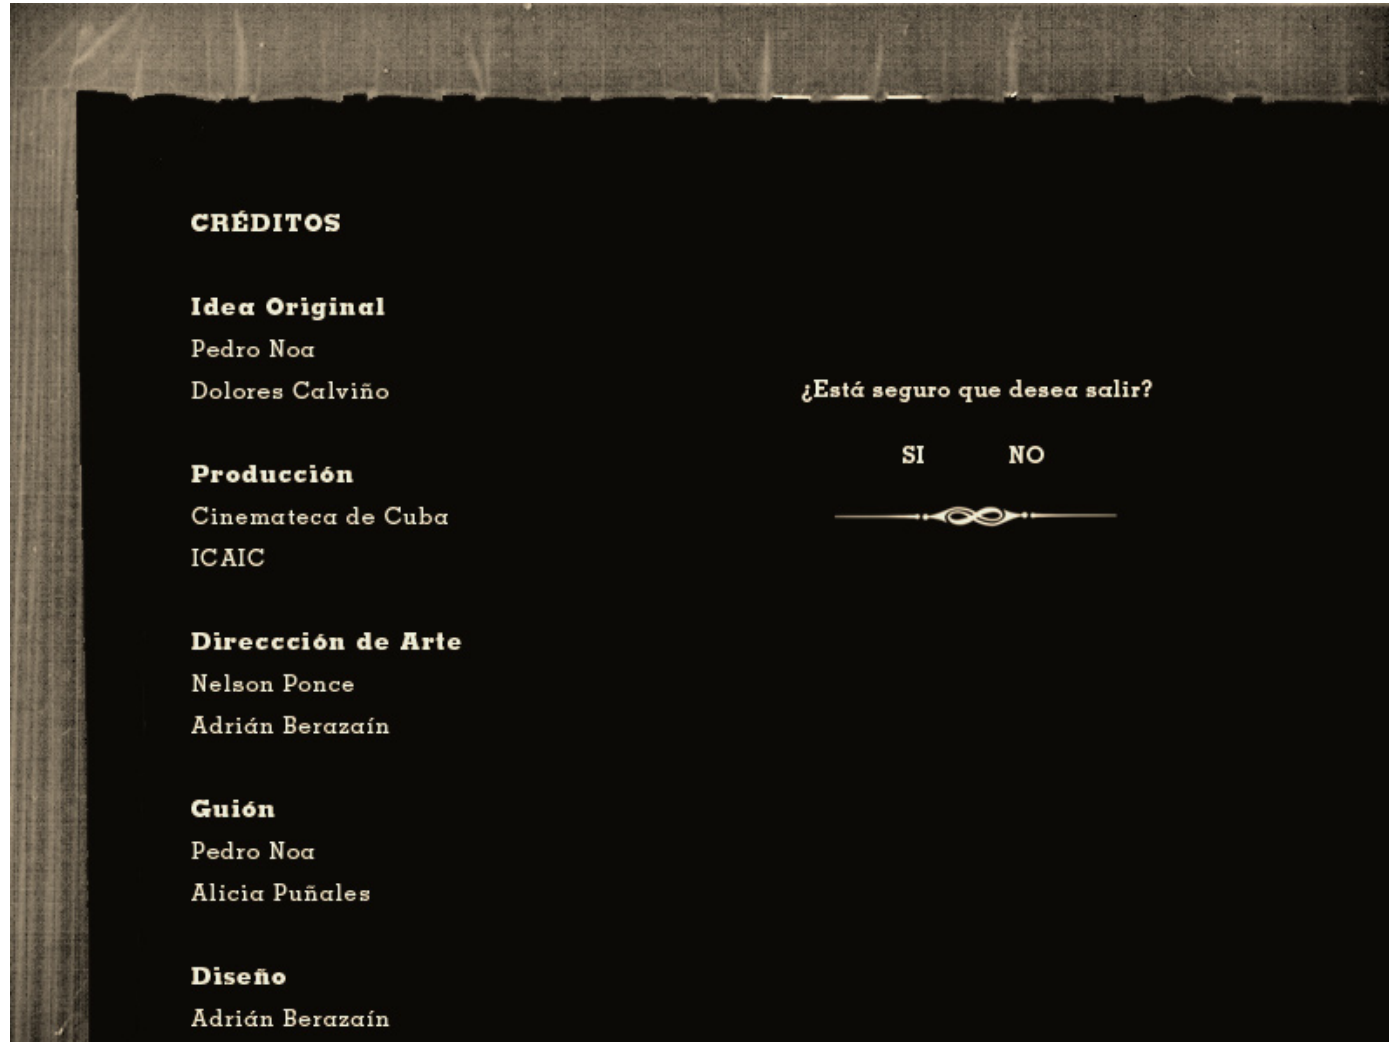 CRÉDITOS
Idea Original
Pedro Noa
Dolores Calviño
Producción
Cinemateca de Cuba
ICAIC
Direccción de Arte
Nelson Ponce
Adrián Berazaín
Guión
Pedro Noa
Alicia Puñales
Diseño
Adrián Berazaín
¿Está seguro que desea salir?
SI NO